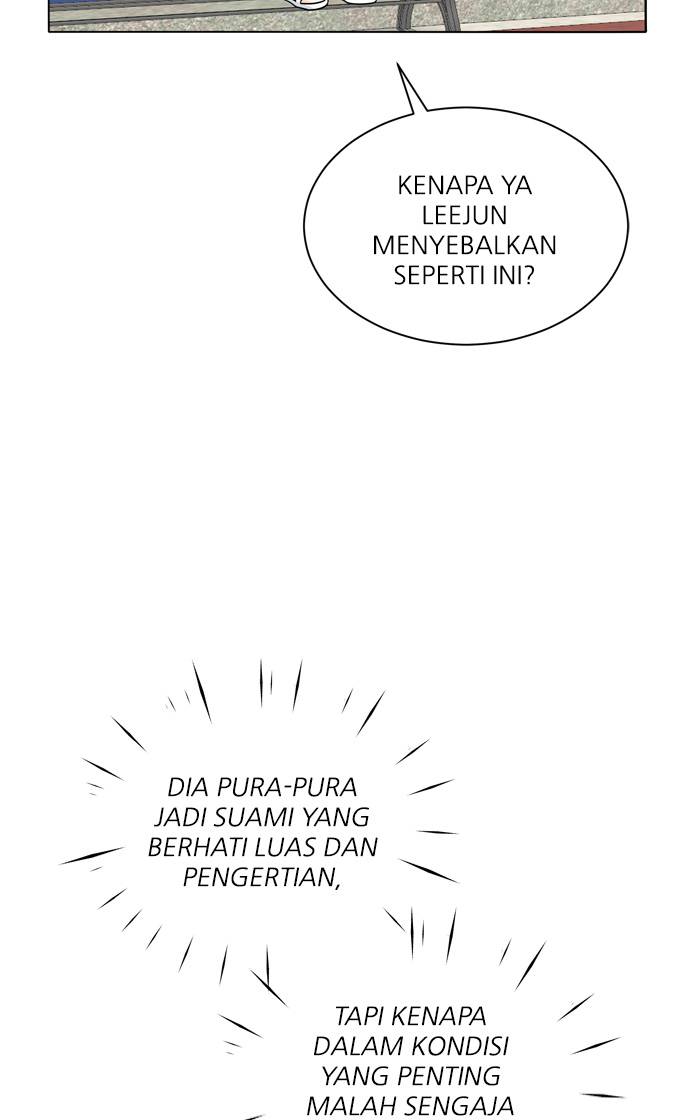 KENAPA YA
LEEJUN
MENYEBALKAN
SEPERTI INI?
DIA PURA-PURA
JADI SUAMI YANG
BERHATI LUAS DAN
PENGERTIAN,
TAPI KENAPA
DALAM KONDISI
YANG PENTING
MALAH SENGAJA